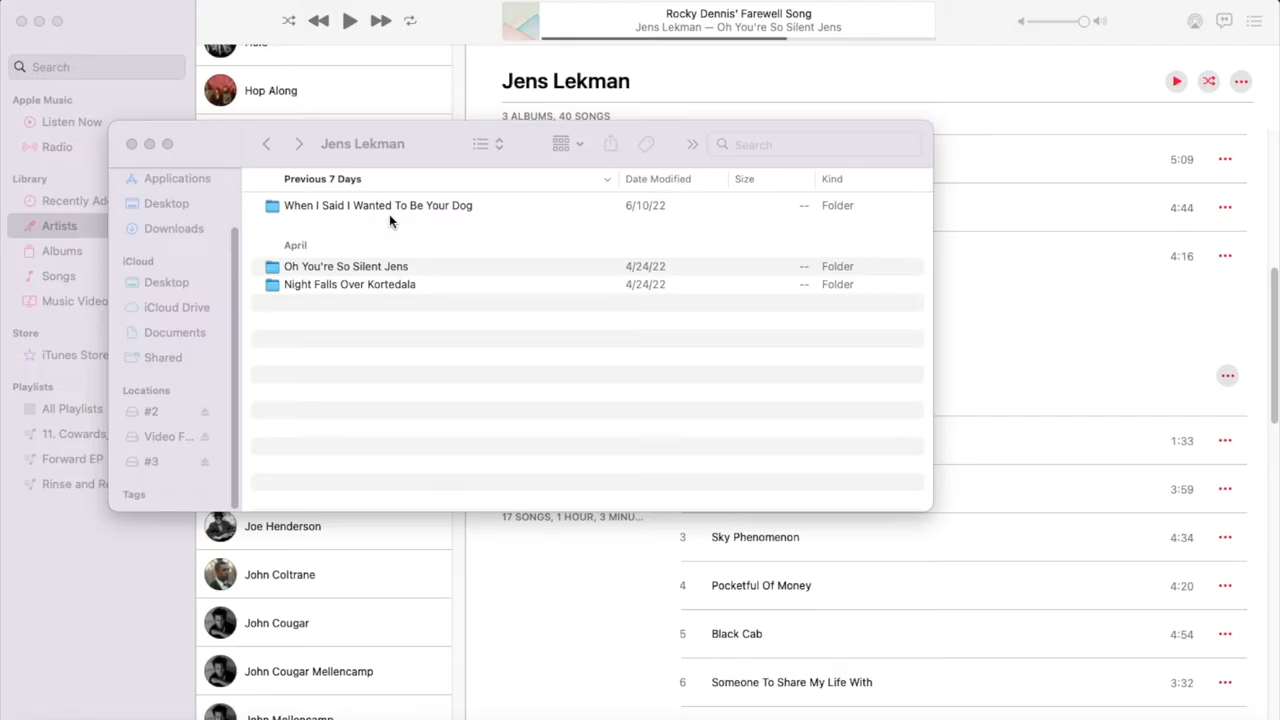 Rocky Dennis' Farewell Song
Jens Lekman — Oh You're So Silent Jens
Search
Apple Music
Listen Now
Radio
Library
Recently Ad
Artists
Albums
Songs
Music Video
Store
iTunes Store
Playlists
All Playlists
11. Cowards
Forward EP
Rinse and Re
Hop Along
Joe Henderson
John Coltrane
John Cougar
John Cougar Mellencamp
Jens Lekman
3 ALBUMS, 40 SONGS
5:09
4:44
4:16
1:33
3:59
17 SONGS, 1 HOUR, 3 MINU...
3 Sky Phenomenon 4:34
4 Pocketful Of Money 4:20
5 Black Cab 4:54
6 Someone To Share My Life With 3:32
Jens Lekman
Search
Applications
Desktop
Downloads
iCloud
Desktop
iCloud Drive
Documents
Shared
Locations
#2
Video F...
#3
Tags
Previous 7 Days Date Modified Size Kind
When I Said I Wanted To Be Your Dog 6/10/22 -- Folder
April
Oh You're So Silent Jens 4/24/22 -- Folder
Night Falls Over Kortedala 4/24/22 -- Folder